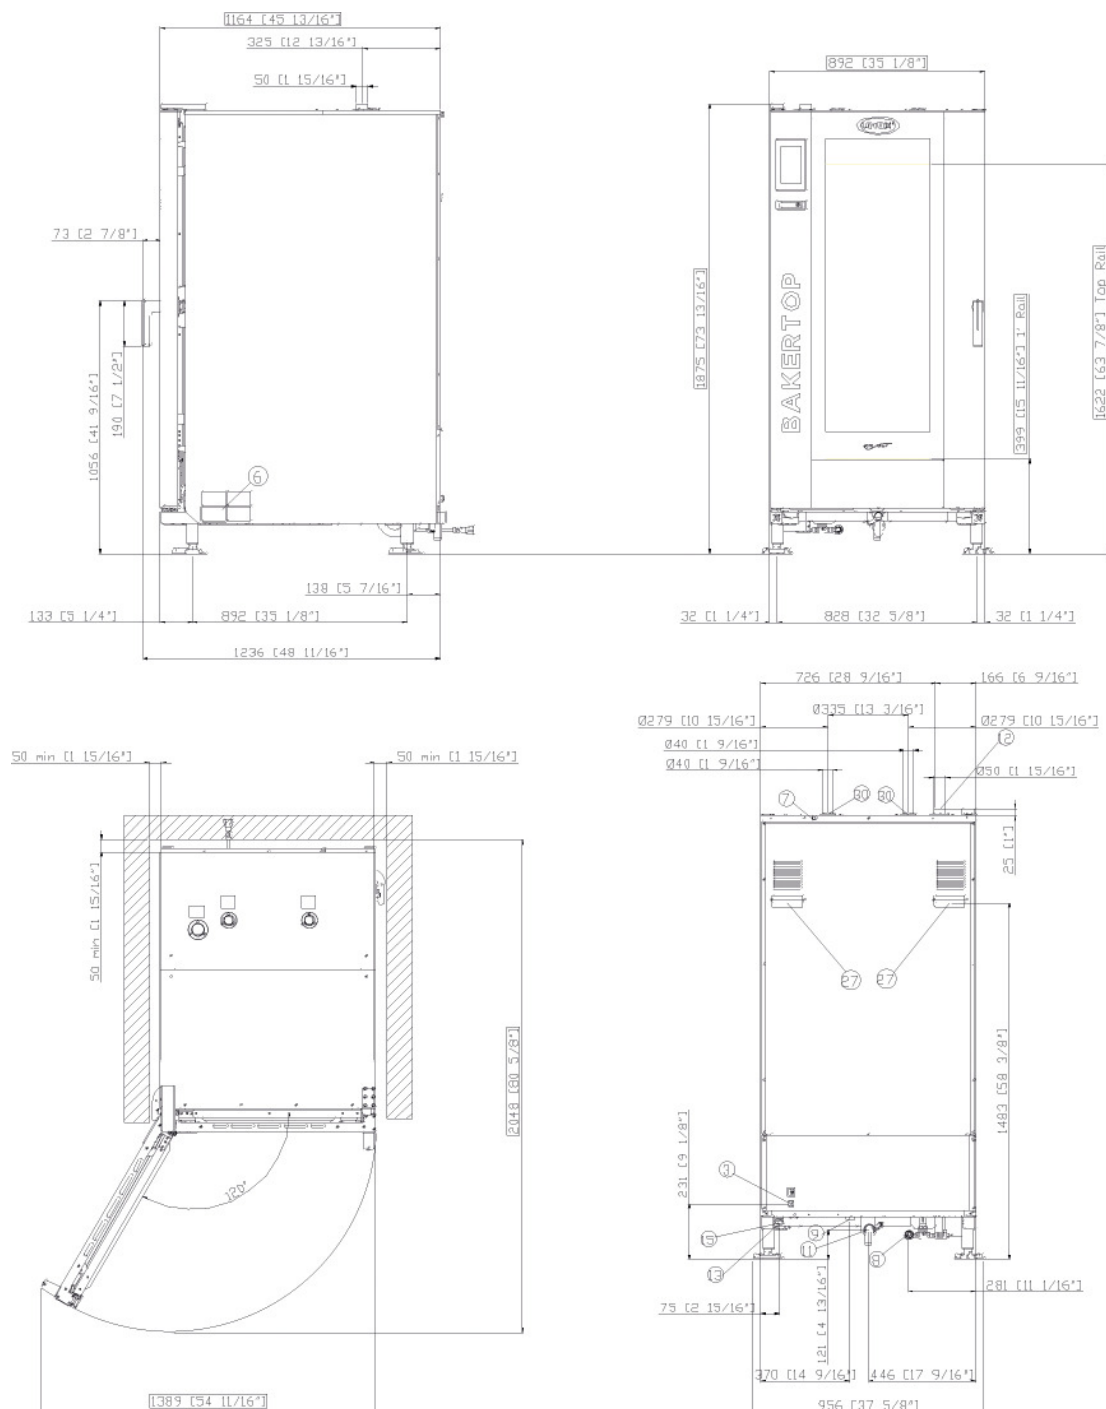 1164 [45 13/16"]
325 [12 13/16"]
50 [1 15/16"]
73 [2 7/8"]
190 [7 1/2"]
1056 [41 9/16"]
6
138 [5 7/16"]
133 [5 1/4"]
892 [35 1/8"]
1236 [48 11/16"]
892 [35 1/8"]
UNOX
BAKERTOP
1875 [73 13/16"]
399 [15 11/16"] 1' Rail
1622 [63 7/8"] Top Rail
32 [1 1/4"]
828 [32 5/8"]
32 [1 1/4"]
50 min [1 15/16"]
50 min [1 15/16"]
50 min [1 15/16"]
2048 [80 5/8"]
120°
1389 [54 11/16"]
726 [28 9/16"]
166 [6 9/16"]
Ø335 [13 3/16"]
Ø279 [10 15/16"]
Ø279 [10 15/16"]
12
Ø40 [1 9/16"]
Ø40 [1 9/16"]
Ø50 [1 15/16"]
7
30
30
25 [1"]
27
27
1483 [58 3/8"]
231 [9 1/8"]
3
15
9
11
8
13
121 [4 13/16"]
281 [11 1/16"]
75 [2 15/16"]
370 [14 9/16"]
446 [17 9/16"]
956 [37 5/8"]